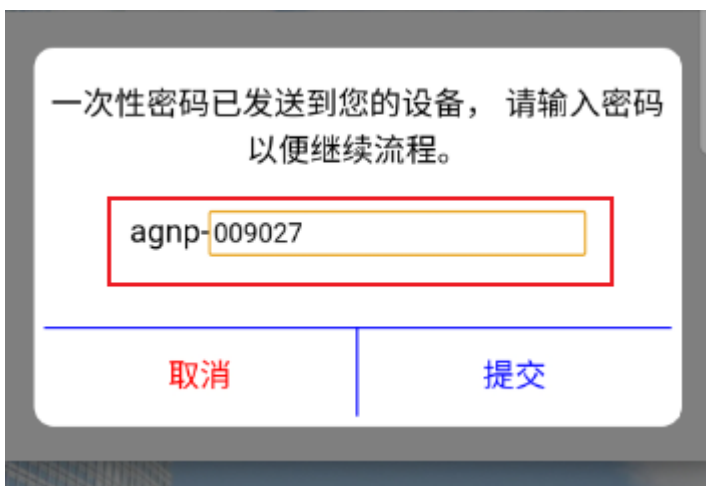 一次性密码已发送到您的设备， 请输入密码
以便继续流程。
agnp-009027
取消
提交